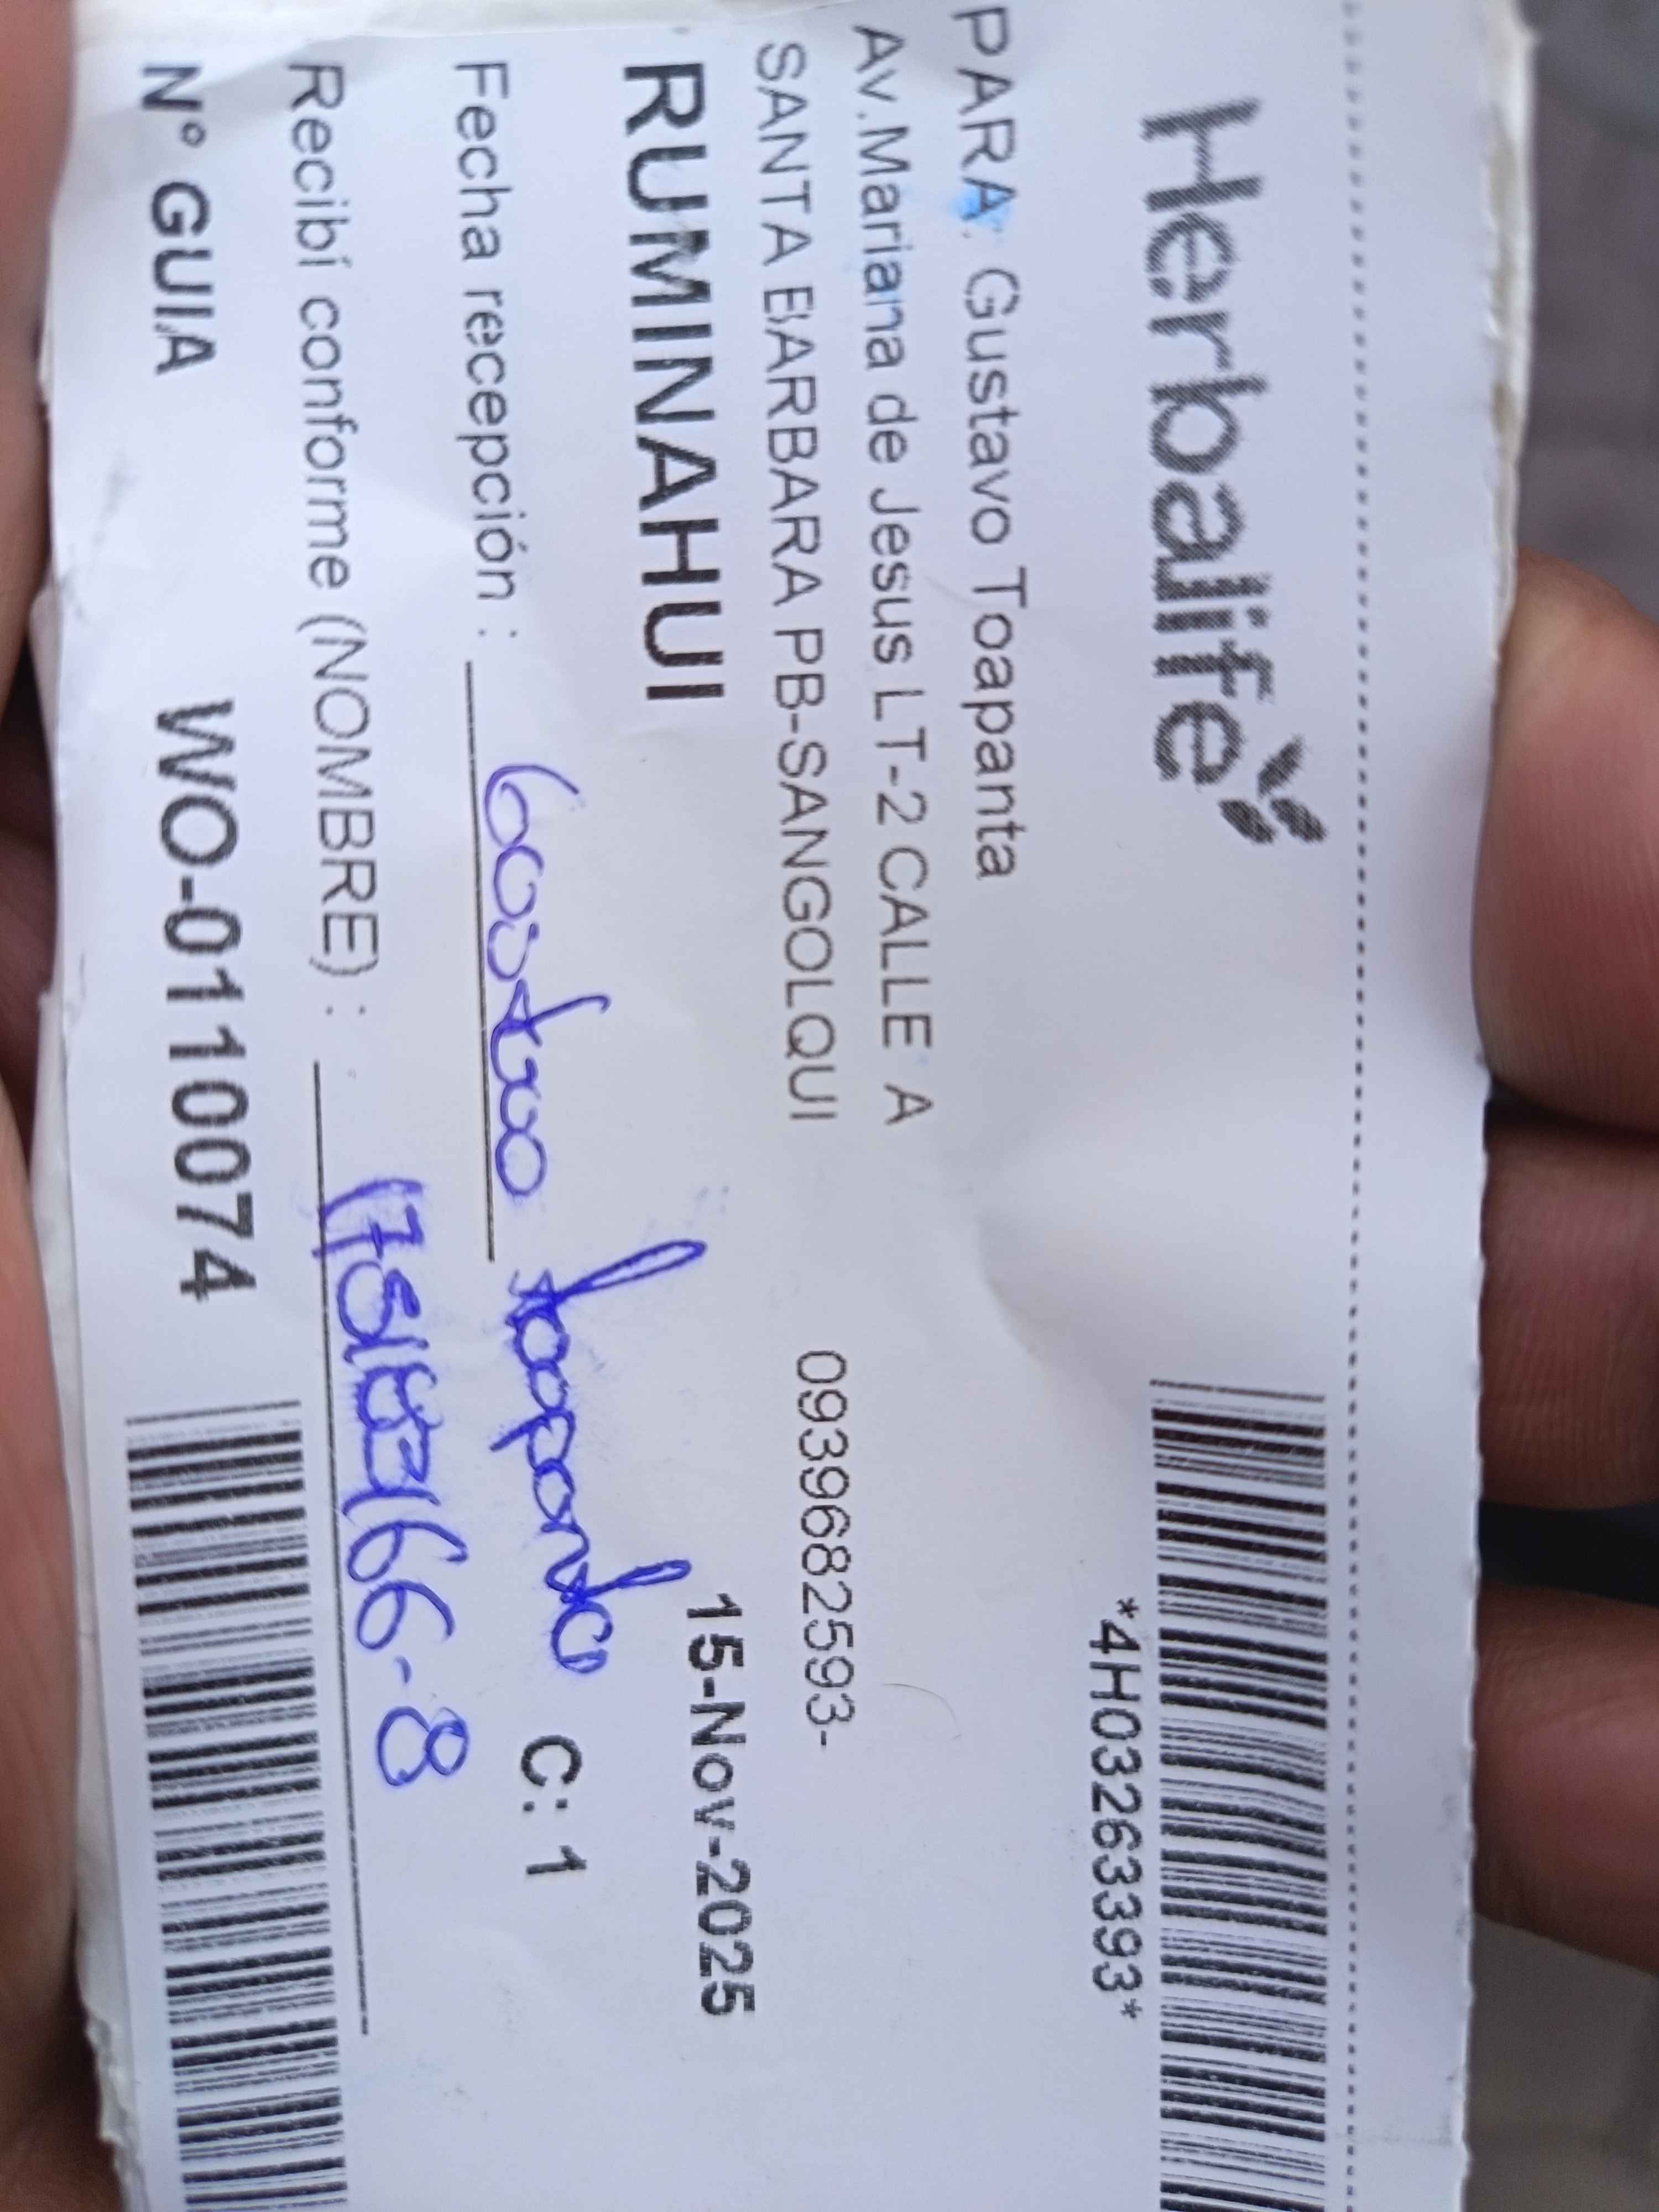 Herbalife
*4H03263393*
PARA: Gustavo Toapanta
Av.Mariana de Jesus LT-2 CALLE A
SANTA BARBARA PB-SANGOLQUI 0939682593-
RUMINAHUI 15-Nov-2025
Fecha recepción : Gustavo Toapanta C: 1
Recibí conforme (NOMBRE) :
N° GUIA WO-0110074